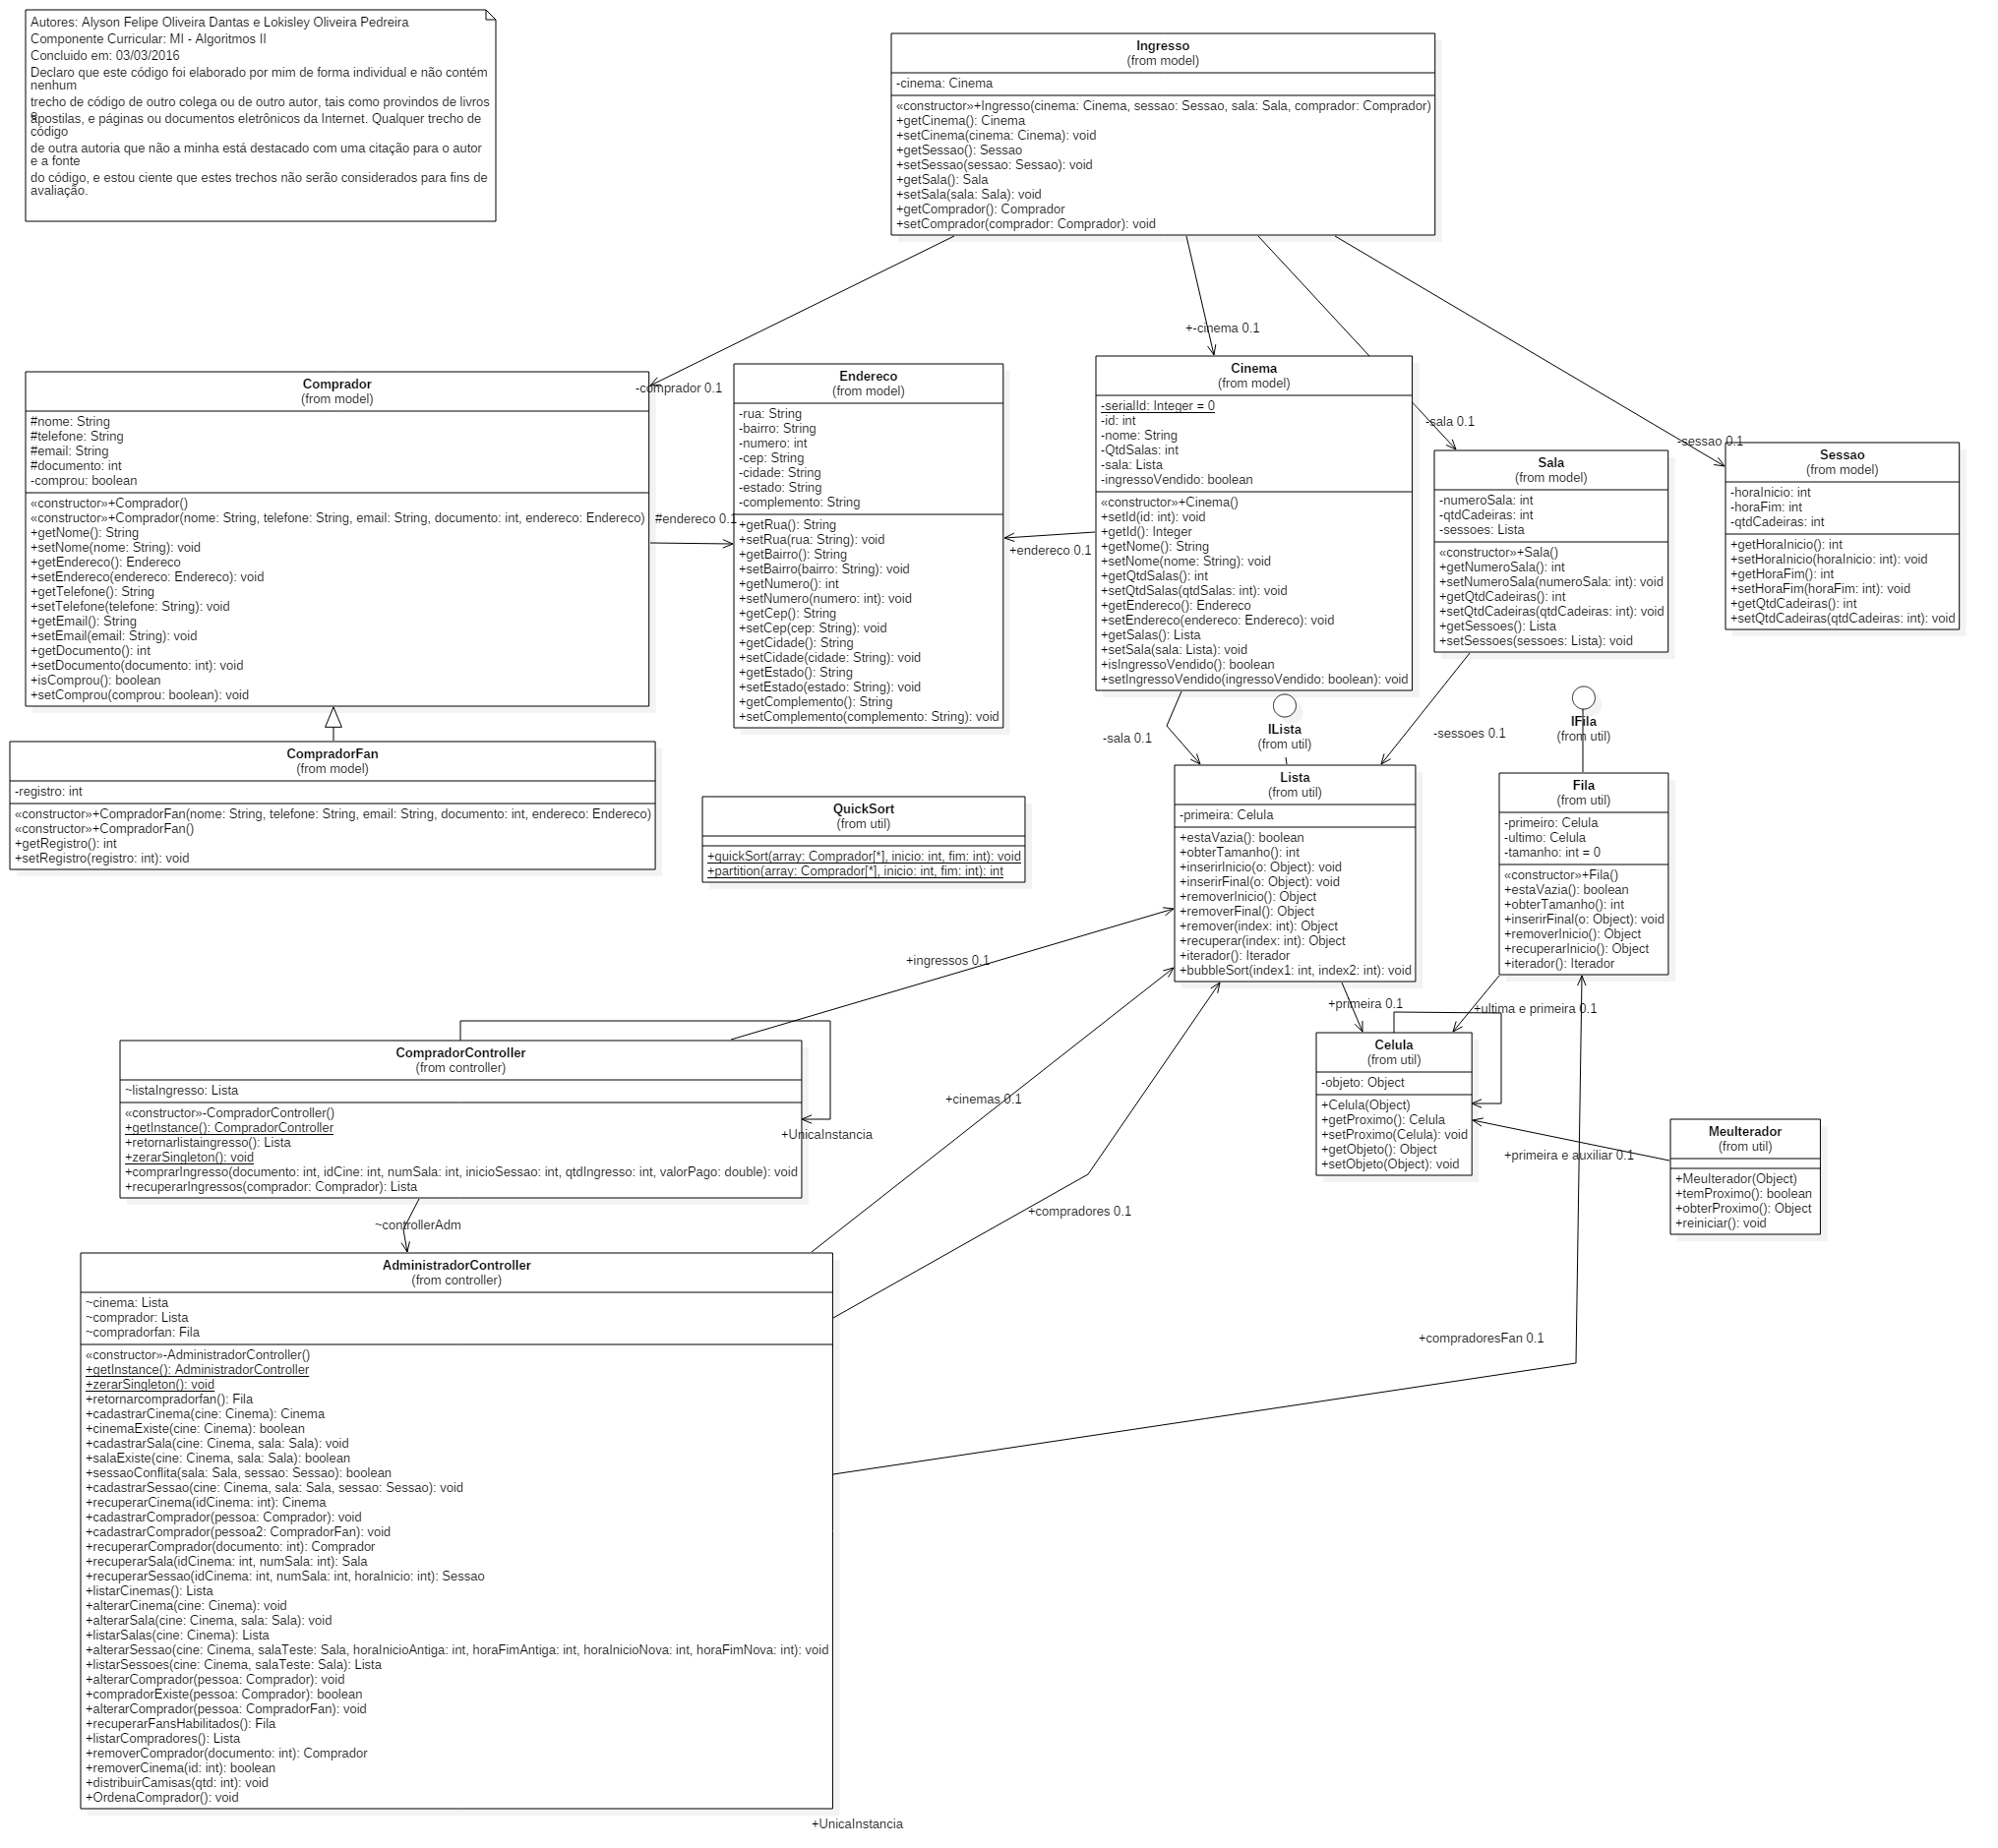 Autores: Alyson Felipe Oliveira Dantas e Lokisley Oliveira Pedreira
Componente Curricular: MI - Algoritmos II
Concluido em: 03/03/2016
Declaro que este código foi elaborado por mim de forma individual e não contém
nenhum
trecho de código de outro colega ou de outro autor, tais como provindos de livros
e
apostilas, e páginas ou documentos eletrônicos da Internet. Qualquer trecho de
código
de outra autoria que não a minha está destacado com uma citação para o autor
e a fonte
do código, e estou ciente que estes trechos não serão considerados para fins de
avaliação.
Ingresso
(from model)
-cinema: Cinema
«constructor»+Ingresso(cinema: Cinema, sessao: Sessao, sala: Sala, comprador: Comprador)
+getCinema(): Cinema
+setCinema(cinema: Cinema): void
+getSessao(): Sessao
+setSessao(sessao: Sessao): void
+getSala(): Sala
+setSala(sala: Sala): void
+getComprador(): Comprador
+setComprador(comprador: Comprador): void
-comprador 0.1
+-cinema 0.1
-sala 0.1
-sessao 0.1
Comprador
(from model)
#nome: String
#telefone: String
#email: String
#documento: int
-comprou: boolean
«constructor»+Comprador()
«constructor»+Comprador(nome: String, telefone: String, email: String, documento: int, endereco: Endereco)
+getNome(): String
+setNome(nome: String): void
+getEndereco(): Endereco
+setEndereco(endereco: Endereco): void
+getTelefone(): String
+setTelefone(telefone: String): void
+getEmail(): String
+setEmail(email: String): void
+getDocumento(): int
+setDocumento(documento: int): void
+isComprou(): boolean
+setComprou(comprou: boolean): void
#endereco 0.1
Endereco
(from model)
-rua: String
-bairro: String
-numero: int
-cep: String
-cidade: String
-estado: String
-complemento: String
+getRua(): String
+setRua(rua: String): void
+getBairro(): String
+setBairro(bairro: String): void
+getNumero(): int
+setNumero(numero: int): void
+getCep(): String
+setCep(cep: String): void
+getCidade(): String
+setCidade(cidade: String): void
+getEstado(): String
+setEstado(estado: String): void
+getComplemento(): String
+setComplemento(complemento: String): void
+endereco 0.1
Cinema
(from model)
-serialId: Integer = 0
-id: int
-nome: String
-QtdSalas: int
-sala: Lista
-ingressoVendido: boolean
«constructor»+Cinema()
+setId(id: int): void
+getId(): Integer
+getNome(): String
+setNome(nome: String): void
+getQtdSalas(): int
+setQtdSalas(qtdSalas: int): void
+getEndereco(): Endereco
+setEndereco(endereco: Endereco): void
+getSalas(): Lista
+setSala(sala: Lista): void
+isIngressoVendido(): boolean
+setIngressoVendido(ingressoVendido: boolean): void
Sala
(from model)
-numeroSala: int
-qtdCadeiras: int
-sessoes: Lista
«constructor»+Sala()
+getNumeroSala(): int
+setNumeroSala(numeroSala: int): void
+getQtdCadeiras(): int
+setQtdCadeiras(qtdCadeiras: int): void
+getSessoes(): Lista
+setSessoes(sessoes: Lista): void
Sessao
(from model)
-horaInicio: int
-horaFim: int
-qtdCadeiras: int
+getHoraInicio(): int
+setHoraInicio(horaInicio: int): void
+getHoraFim(): int
+setHoraFim(horaFim: int): void
+getQtdCadeiras(): int
+setQtdCadeiras(qtdCadeiras: int): void
CompradorFan
(from model)
-registro: int
«constructor»+CompradorFan(nome: String, telefone: String, email: String, documento: int, endereco: Endereco)
«constructor»+CompradorFan()
+getRegistro(): int
+setRegistro(registro: int): void
QuickSort
(from util)
+quickSort(array: Comprador[*], inicio: int, fim: int): void
+partition(array: Comprador[*], inicio: int, fim: int): int
-sala 0.1
ILista
(from util)
-sessoes 0.1
IFila
(from util)
Lista
(from util)
-primeira: Celula
+estaVazia(): boolean
+obterTamanho(): int
+inserirInicio(o: Object): void
+inserirFinal(o: Object): void
+removerInicio(): Object
+removerFinal(): Object
+remover(index: int): Object
+recuperar(index: int): Object
+iterador(): Iterador
+bubbleSort(index1: int, index2: int): void
Fila
(from util)
-primeiro: Celula
-ultimo: Celula
-tamanho: int = 0
«constructor»+Fila()
+estaVazia(): boolean
+obterTamanho(): int
+inserirFinal(o: Object): void
+removerInicio(): Object
+recuperarInicio(): Object
+iterador(): Iterador
+ingressos 0.1
+primeira 0.1
+ultima e primeira 0.1
Celula
(from util)
-objeto: Object
+Celula(Object)
+getProximo(): Celula
+setProximo(Celula): void
+getObjeto(): Object
+setObjeto(Object): void
+primeira e auxiliar 0.1
MeuIterador
(from util)
+MeuIterador(Object)
+temProximo(): boolean
+obterProximo(): Object
+reiniciar(): void
CompradorController
(from controller)
~listaIngresso: Lista
«constructor»-CompradorController()
+getInstance(): CompradorController
+retornarlistaingresso(): Lista
+zerarSingleton(): void
+comprarIngresso(documento: int, idCine: int, numSala: int, inicioSessao: int, qtdIngresso: int, valorPago: double): void
+recuperarIngressos(comprador: Comprador): Lista
+UnicaInstancia
+cinemas 0.1
+compradores 0.1
~controllerAdm
+compradoresFan 0.1
AdministradorController
(from controller)
~cinema: Lista
~comprador: Lista
~compradorfan: Fila
«constructor»-AdministradorController()
+getInstance(): AdministradorController
+zerarSingleton(): void
+retornarcompradorfan(): Fila
+cadastrarCinema(cine: Cinema): Cinema
+cinemaExiste(cine: Cinema): boolean
+cadastrarSala(cine: Cinema, sala: Sala): void
+salaExiste(cine: Cinema, sala: Sala): boolean
+sessaoConflita(sala: Sala, sessao: Sessao): boolean
+cadastrarSessao(cine: Cinema, sala: Sala, sessao: Sessao): void
+recuperarCinema(idCinema: int): Cinema
+cadastrarComprador(pessoa: Comprador): void
+cadastrarComprador(pessoa2: CompradorFan): void
+recuperarComprador(documento: int): Comprador
+recuperarSala(idCinema: int, numSala: int): Sala
+recuperarSessao(idCinema: int, numSala: int, horaInicio: int): Sessao
+listarCinemas(): Lista
+alterarCinema(cine: Cinema): void
+alterarSala(cine: Cinema, sala: Sala): void
+listarSalas(cine: Cinema): Lista
+alterarSessao(cine: Cinema, salaTeste: Sala, horaInicioAntiga: int, horaFimAntiga: int, horaInicioNova: int, horaFimNova: int): void
+listarSessoes(cine: Cinema, salaTeste: Sala): Lista
+alterarComprador(pessoa: Comprador): void
+compradorExiste(pessoa: Comprador): boolean
+alterarComprador(pessoa: CompradorFan): void
+recuperarFansHabilitados(): Fila
+listarCompradores(): Lista
+removerComprador(documento: int): Comprador
+removerCinema(id: int): boolean
+distribuirCamisas(qtd: int): void
+OrdenaComprador(): void
+UnicaInstancia